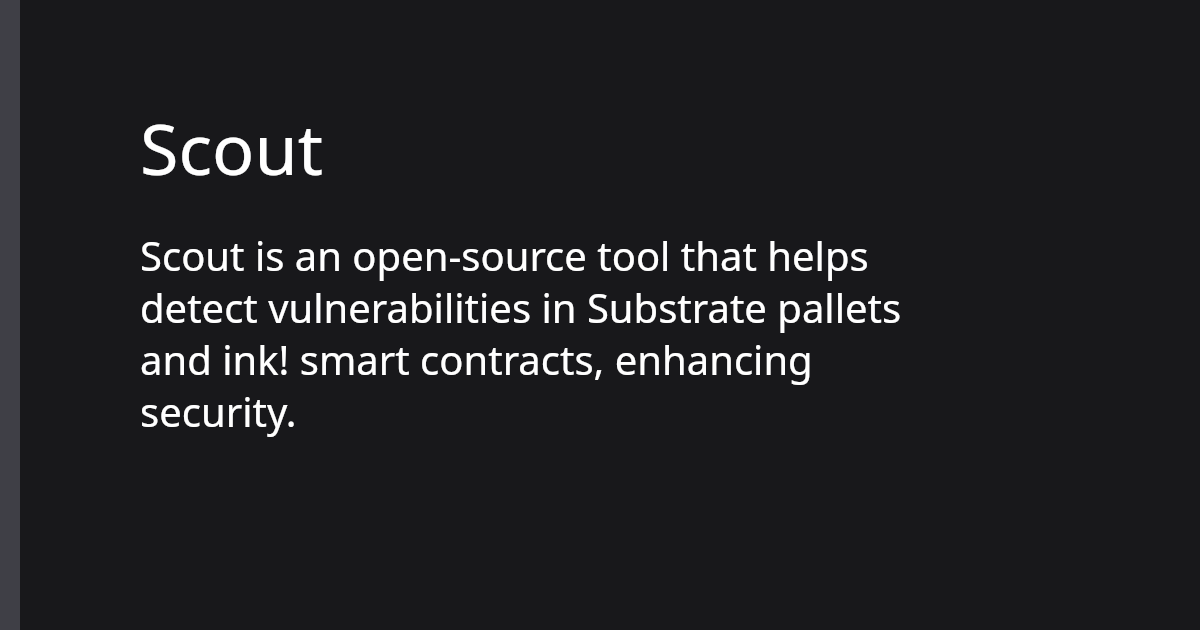 Scout
Scout is an open-source tool that helps
detect vulnerabilities in Substrate pallets
and ink! smart contracts, enhancing
security.